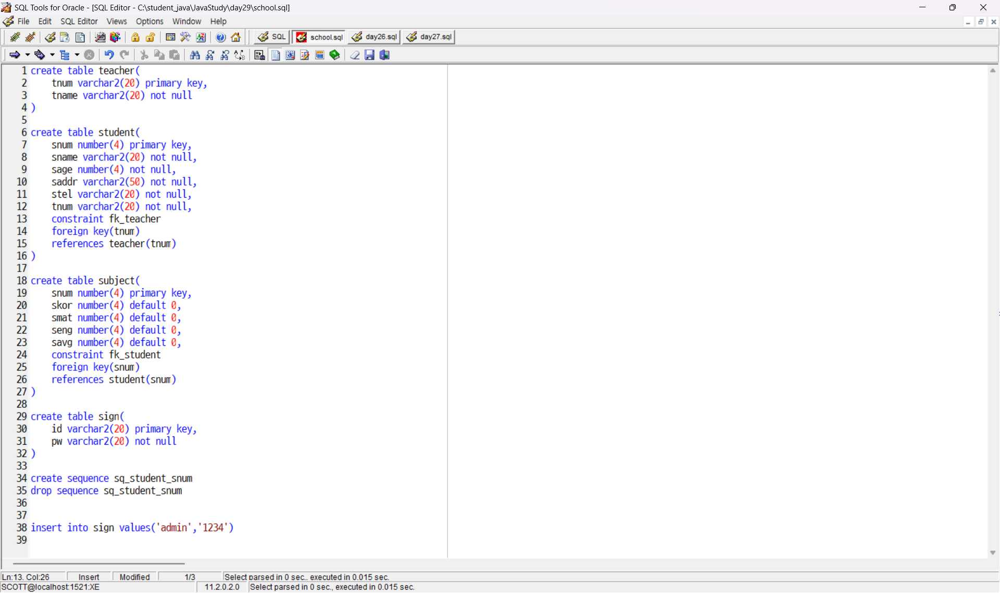 SQL Tools for Oracle - [SQL Editor - C:\student_java\JavaStudy\day29\school.sql]
File Edit SQL Editor Views Options Window Help
SQL school.sql day26.sql day27.sql
1 create table teacher(
2 tnum varchar2(20) primary key,
3 tname varchar2(20) not null
4 )
5
6 create table student(
7 snum number(4) primary key,
8 sname varchar2(20) not null,
9 sage number(4) not null,
10 saddr varchar2(50) not null,
11 stel varchar2(20) not null,
12 tnum varchar2(20) not null,
13 constraint fk_teacher
14 foreign key(tnum)
15 references teacher(tnum)
16 )
17
18 create table subject(
19 snum number(4) primary key,
20 skor number(4) default 0,
21 smat number(4) default 0,
22 seng number(4) default 0,
23 savg number(4) default 0,
24 constraint fk_student
25 foreign key(snum)
26 references student(snum)
27 )
28
29 create table sign(
30 id varchar2(20) primary key,
31 pw varchar2(20) not null
32 )
33
34 create sequence sq_student_snum
35 drop sequence sq_student_snum
36
37
38 insert into sign values('admin','1234')
39
Ln:13. Col:26 Insert Modified 1/3 Select parsed in 0 sec., executed in 0.015 sec.
SCOTT@localhost:1521:XE 11.2.0.2.0 Select parsed in 0 sec., executed in 0.015 sec.